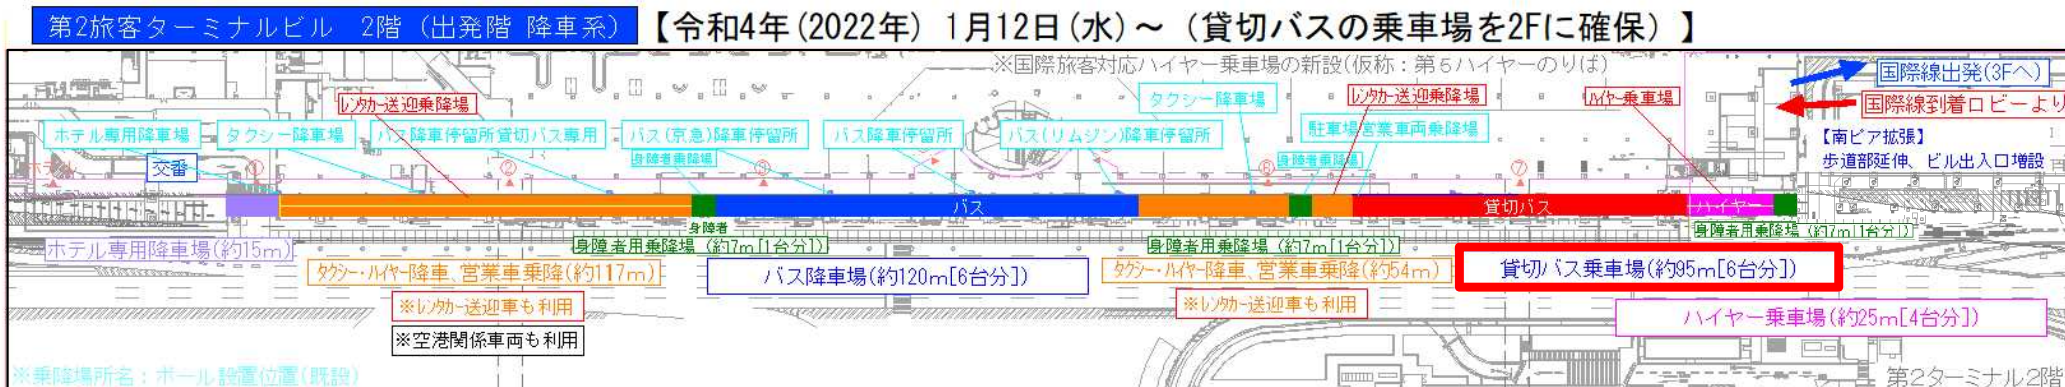 第2旅客ターミナルビル 2階 (出発階 降車系)
【令和4年(2022年) 1月12日(水)~ (貸切バスの乗車場を2Fに確保) 】
※国際旅客対応ハイヤー乗車場の新設(仮称:第6ハイヤーのりば)
国際線出発(3Fへ)
国際線到着ロビーより
レンタカー送迎乗降場
タクシー降車場
レンタカー送迎乗降場
ハイヤー乗車場
ホテル専用降車場
タクシー降車場
バス降車停留所貸切バス専用
バス(京急)降車停留所
バス降車停留所
バス(リムジン)降車停留所
駐車場営業車両乗降場
【南ピア拡張】
歩道部延伸、ビル出入口増設
身障者乗降場
身障者乗降場
ホテル
交番
①
②
③
⑥
⑦
バス
貸切バス
ハイヤー
身障者
ホテル専用降車場(約15m)
身障者用乗降場 (約7m[1台分])
身障者用乗降場 (約7m[1台分])
身障者用乗降場 (約7m[1台分])
タクシー・ハイヤー降車、営業車乗降(約117m)
バス降車場(約120m[6台分])
タクシー・ハイヤー降車、営業車乗降(約54m)
貸切バス乗車場(約95m[6台分])
※レンタカー送迎車も利用
※レンタカー送迎車も利用
ハイヤー乗車場(約25m[4台分])
※空港関係車両も利用
※乗降場所名:ポール設置位置(既設)
第2ターミナル2階